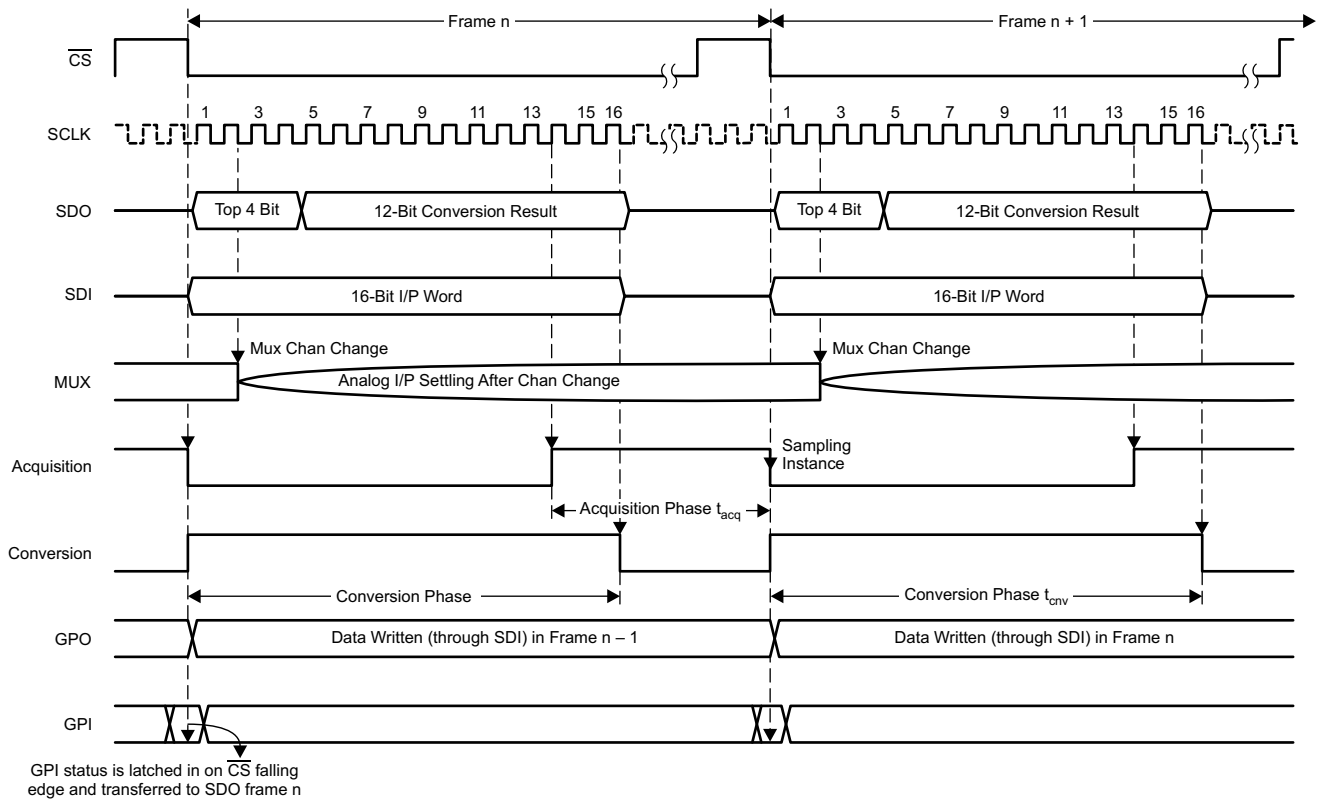 Frame n
Frame n + 1
CS
1 3 5 7 9 11 13 15 16 1 3 5 7 9 11 13 15 16
SCLK
SDO
Top 4 Bit
12-Bit Conversion Result
Top 4 Bit
12-Bit Conversion Result
SDI
16-Bit I/P Word
16-Bit I/P Word
Mux Chan Change
Mux Chan Change
MUX
Analog I/P Settling After Chan Change
Sampling
Instance
Acquisition
Acquisition Phase tacq
Conversion
Conversion Phase
Conversion Phase tcnv
GPO
Data Written (through SDI) in Frame n – 1
Data Written (through SDI) in Frame n
GPI
GPI status is latched in on CS falling
edge and transferred to SDO frame n